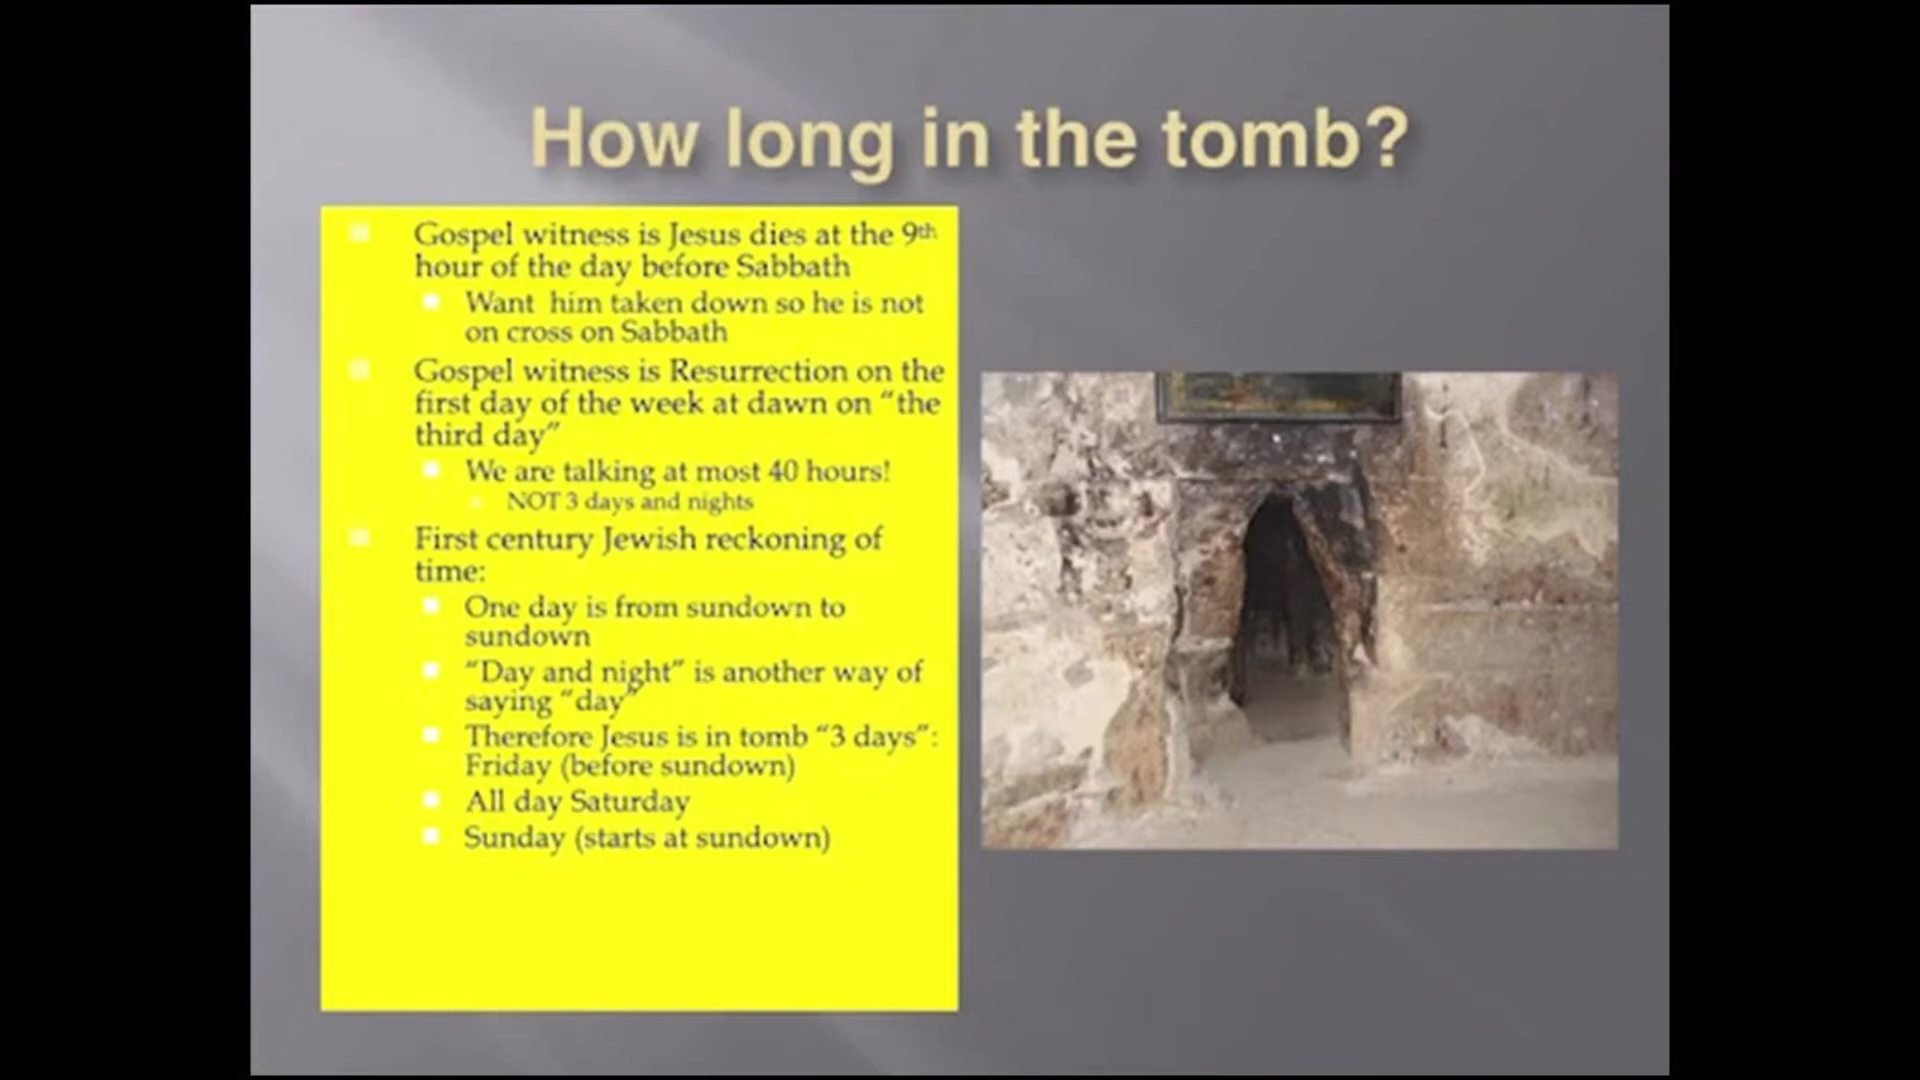 How long in the tomb?
Gospel witness is Jesus dies at the 9th
hour of the day before Sabbath
Want him taken down so he is not
on cross on Sabbath
Gospel witness is Resurrection on the
first day of the week at dawn on "the
third day"
We are talking at most 40 hours!
NOT 3 days and nights
First century Jewish reckoning of
time:
One day is from sundown to
sundown
"Day and night" is another way of
saying "day"
Therefore Jesus is in tomb "3 days":
Friday (before sundown)
All day Saturday
Sunday (starts at sundown)